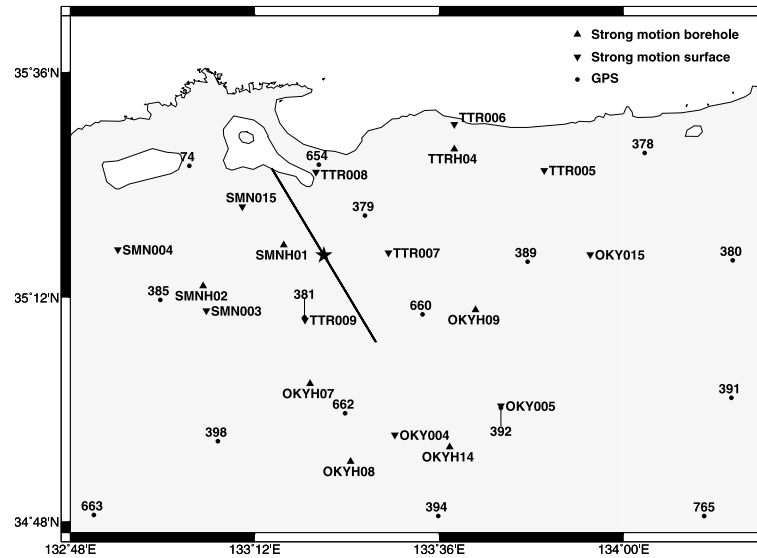 Strong motion borehole
Strong motion surface
GPS
35˚36'
TTR006
378
TTRH04
654
74
TTR008
TTR005
SMN015
379
SMN004
SMNH01
TTR007
389
OKY015
380
35˚12'
385
SMNH02
SMN003
381
TTR009
660
OKYH09
OKYH07
662
391
OKY005
392
398
OKY004
OKYH14
OKYH08
663
394
765
34˚48'
132˚48'E
133˚12'E
133˚36'E
134˚00'E